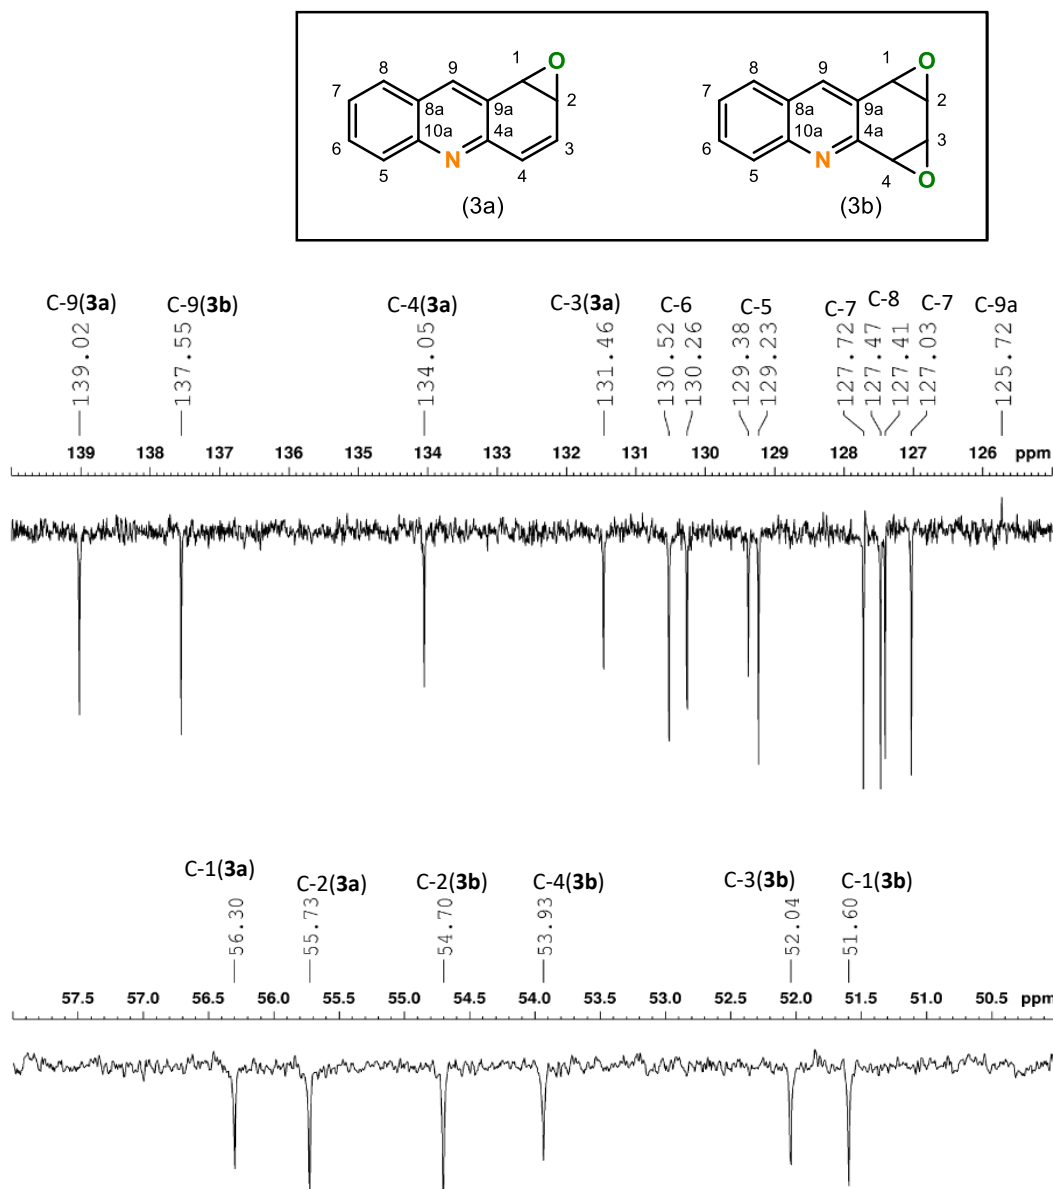 1 O 1 O
8 9 8 9
7 8a 9a 2 7 8a 9a 2
10a 4a 10a 4a 3
6 3 6
N N
5 4 5 4 O
(3a) (3b)
C-9(3a) C-9(3b) C-4(3a) C-3(3a) C-6 C-5 C-7 C-8 C-7 C-9a
139.02 137.55 134.05 131.46 130.52 130.26 129.38 129.23 127.72 127.47 127.41 127.03 125.72
139 138 137 136 135 134 133 132 131 130 129 128 127 126 ppm
C-1(3a) C-2(3a) C-2(3b) C-4(3b) C-3(3b) C-1(3b)
56.30 55.73 54.70 53.93 52.04 51.60
57.5 57.0 56.5 56.0 55.5 55.0 54.5 54.0 53.5 53.0 52.5 52.0 51.5 51.0 50.5 ppm